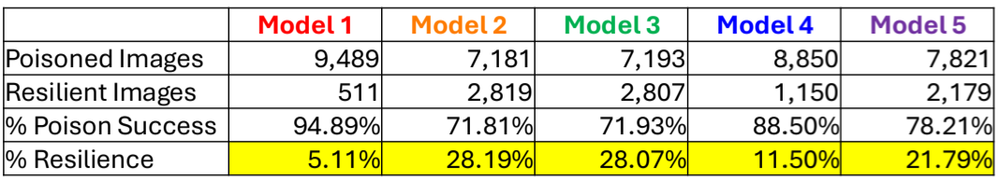 Model 1 Model 2 Model 3 Model 4 Model 5
Poisoned Images 9,489 7,181 7,193 8,850 7,821
Resilient Images 511 2,819 2,807 1,150 2,179
% Poison Success 94.89% 71.81% 71.93% 88.50% 78.21%
% Resilience 5.11% 28.19% 28.07% 11.50% 21.79%